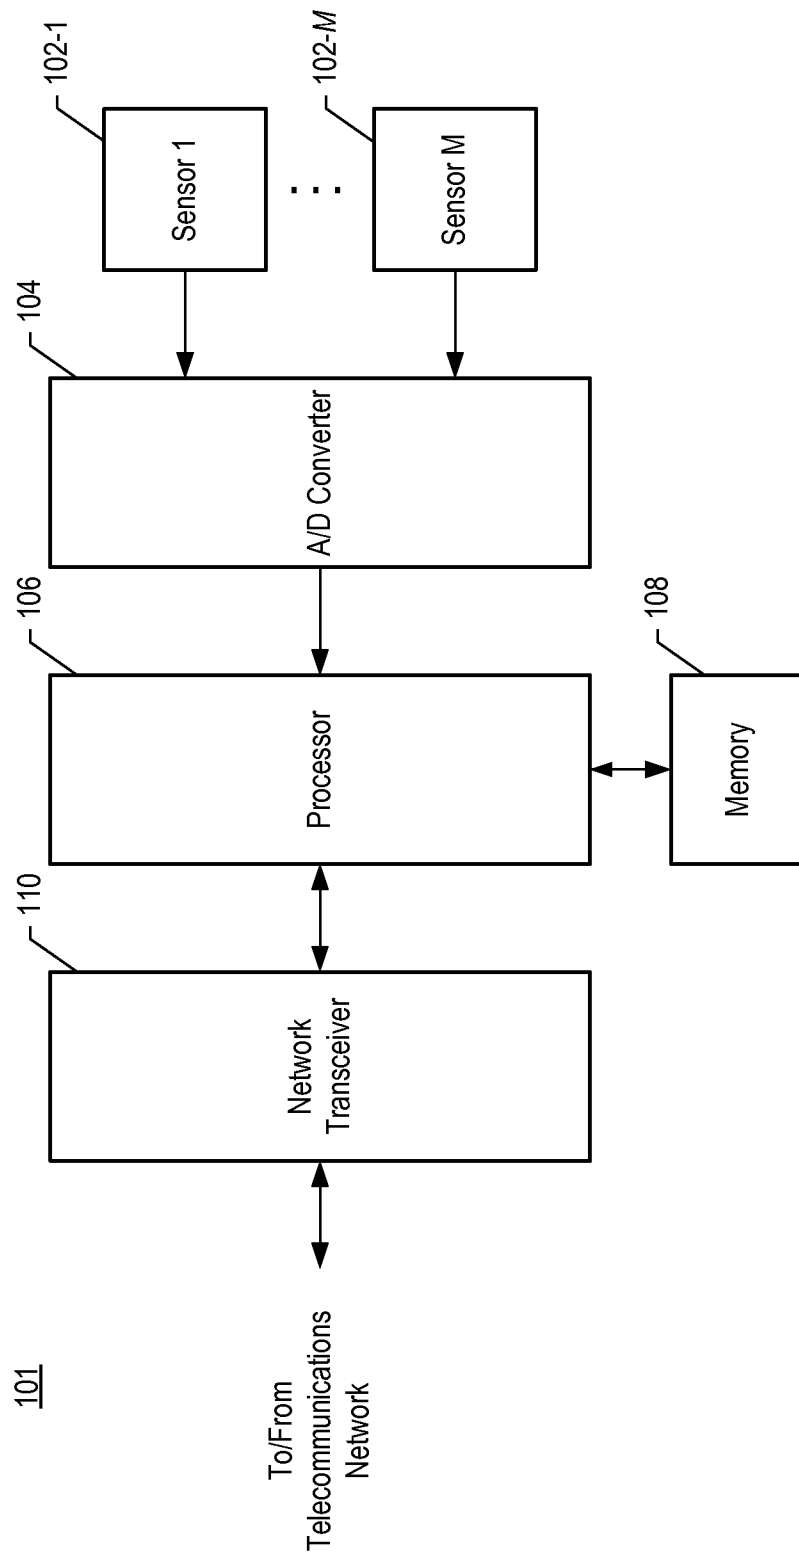 101
To/From
Telecommunications
Network
110
Network
Transceiver
106
Processor
108
Memory
104
A/D Converter
102-1
Sensor 1
. . .
102-M
Sensor M